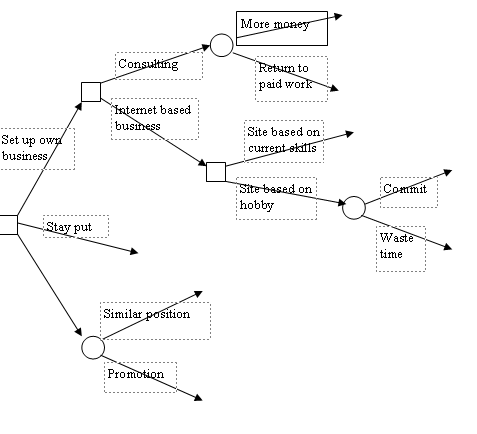 More money
Consulting
Return to
paid work
Internet based
business
Set up own
business
Site based on
current skills
Site based on
hobby
Commit
Stay put
Waste
time
Similar position
Promotion